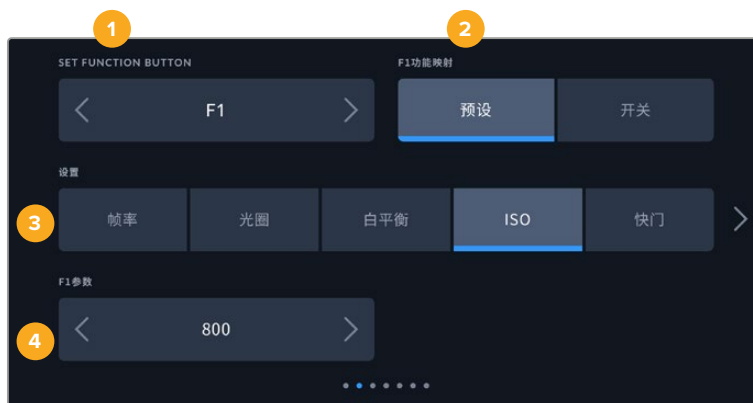 1 2
SET FUNCTION BUTTON F1功能映射
F1 预设 开关
设置
3 帧率 光圈 白平衡 ISO 快门
F1参数
4 800